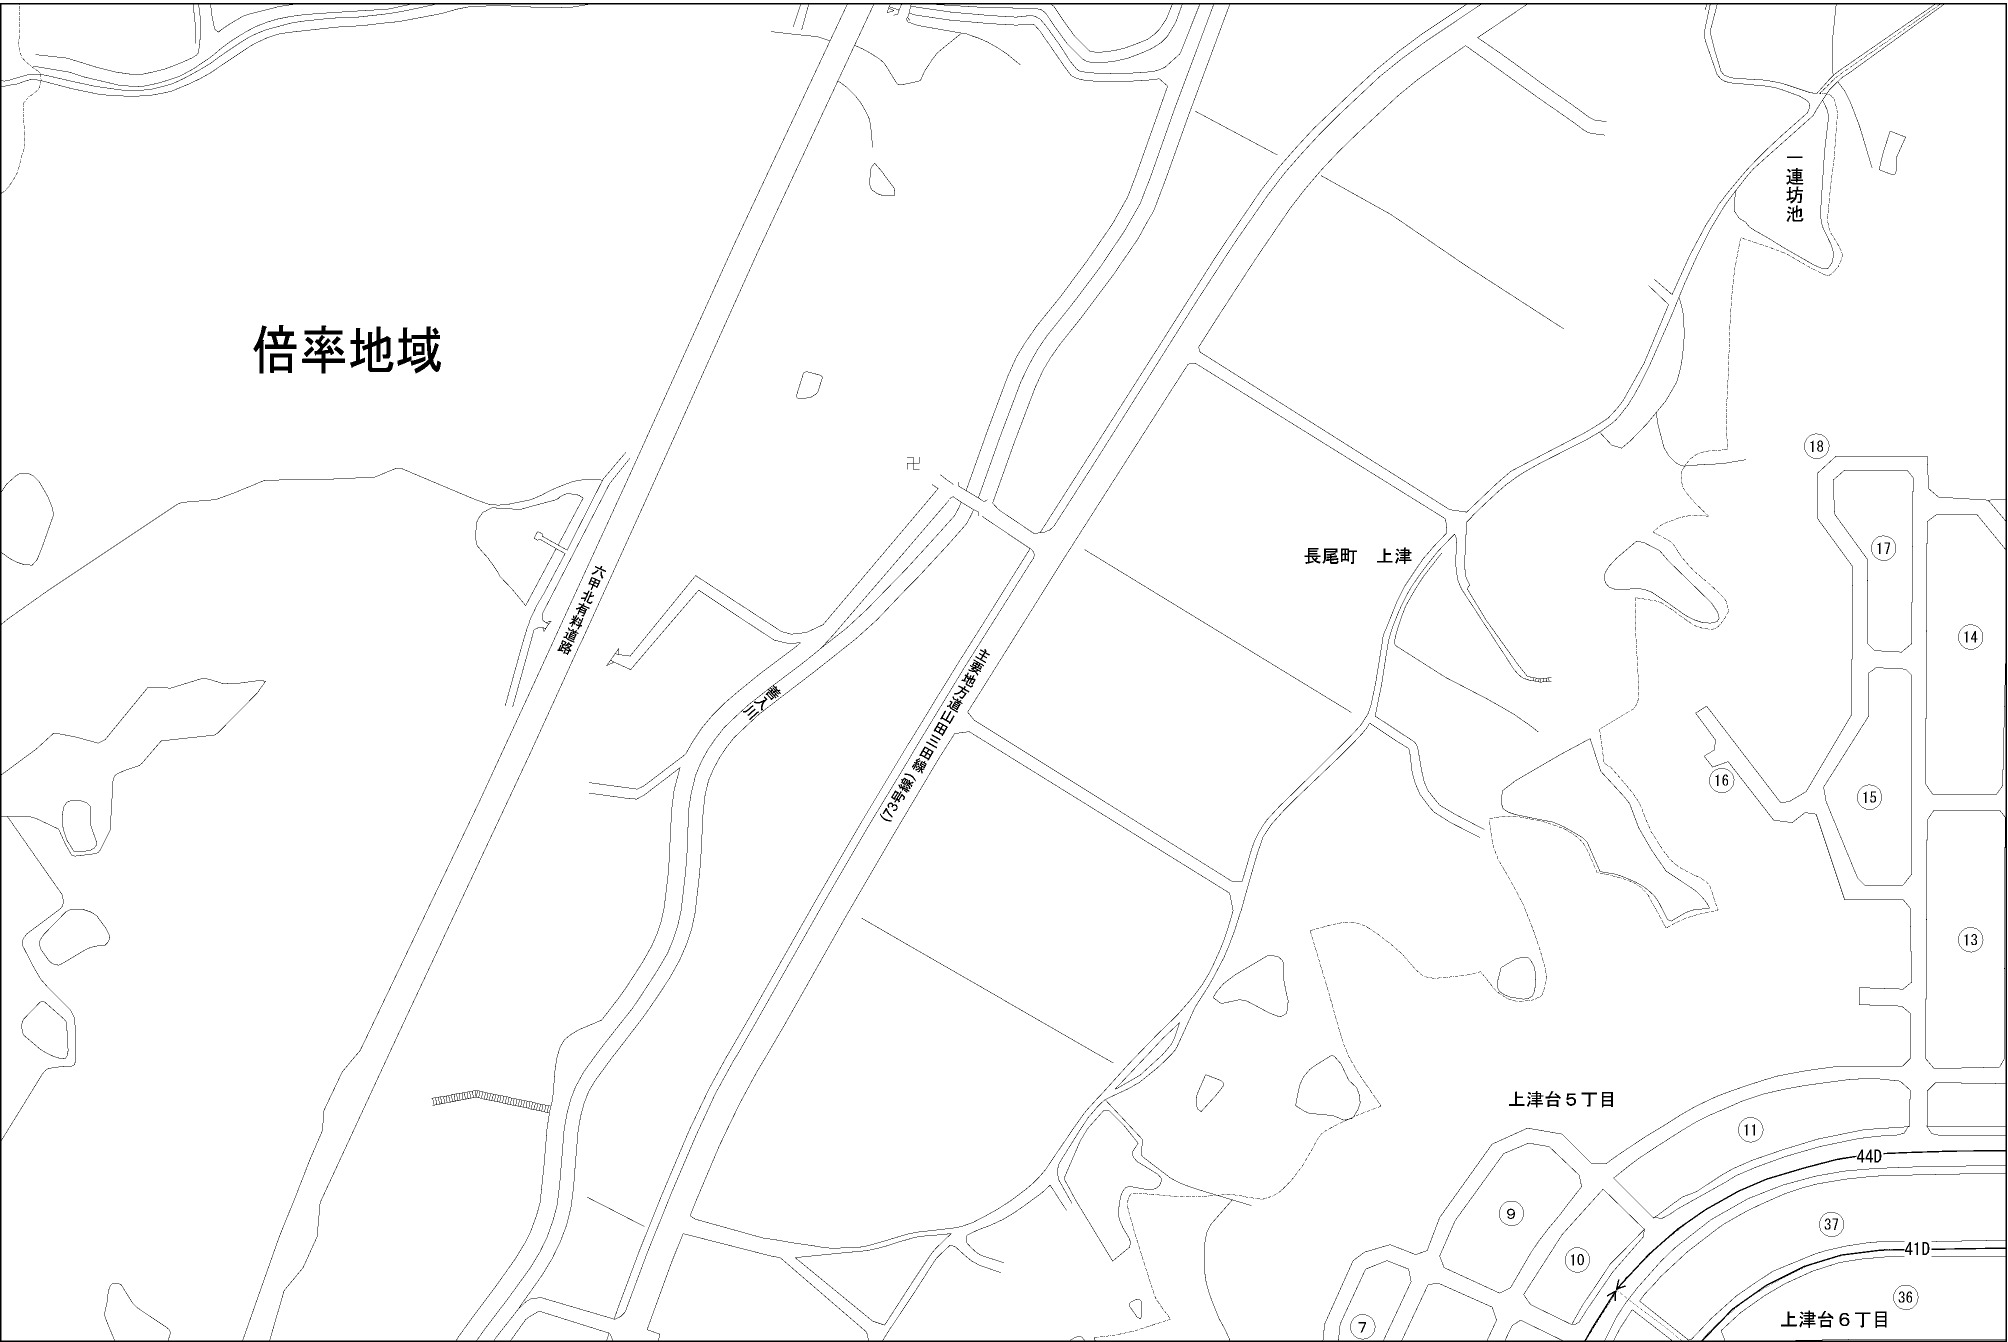 一連坊池
倍率地域
卍
18
17
長尾町　上津
六甲北有料道路
14
善入川
主要地方道山田三田線(73号線)
16
15
13
上津台５丁目
11
44D
9
37
41D
10
36
上津台６丁目
7